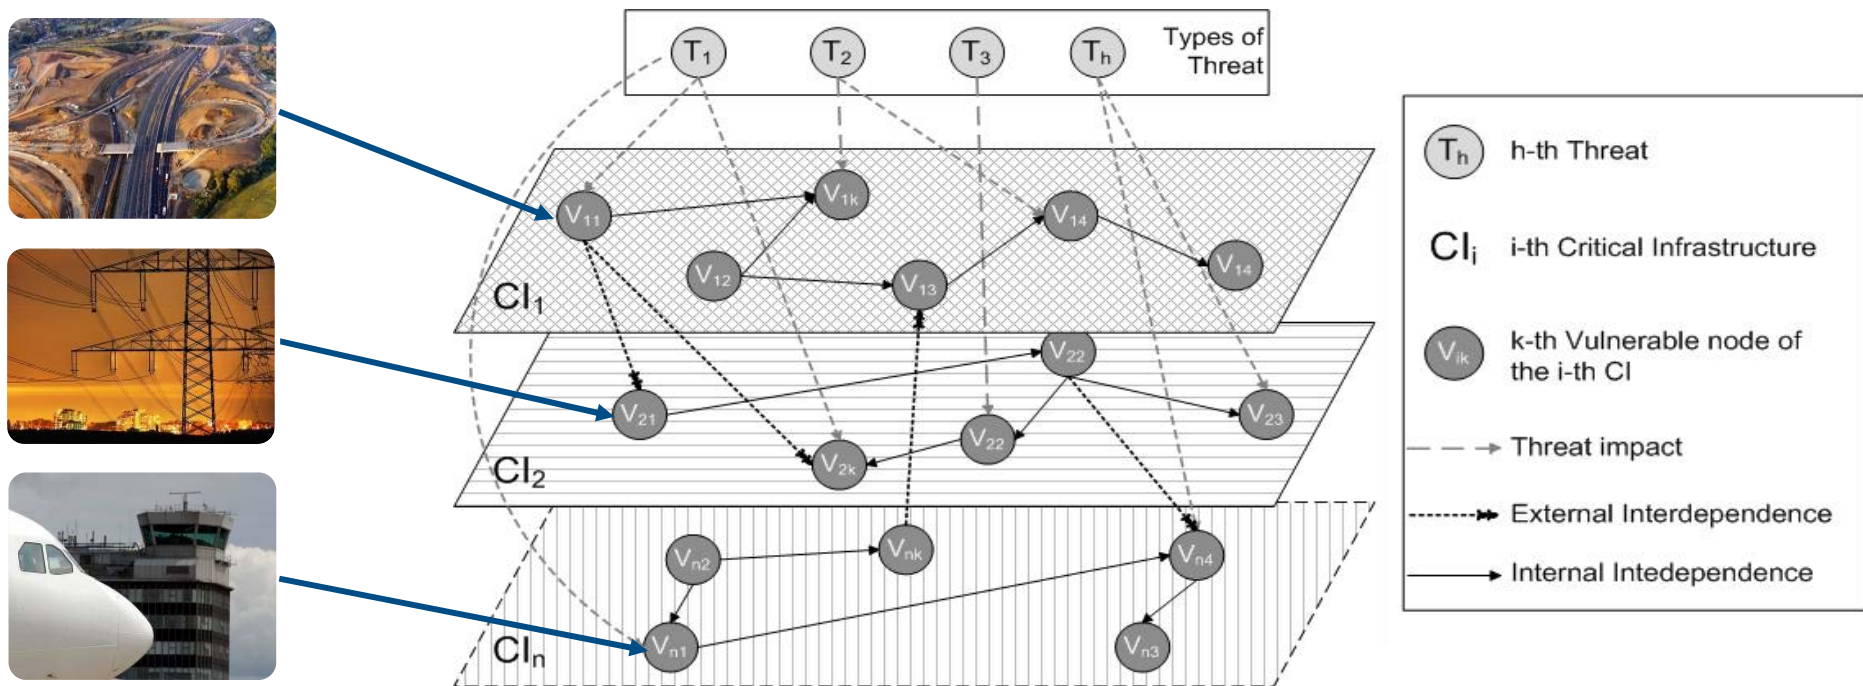 T1 T2 T3 Th Types of
Threat
V11 V1k V14
V12 V13 V14
CI1
V22
V21 V22 V23
V2k
CI2
Vn2 Vnk Vn4
Vn1 Vn3
CIn
Th h-th Threat
CIi i-th Critical Infrastructure
Vik k-th Vulnerable node of
the i-th CI
Threat impact
External Interdependence
Internal Intedependence